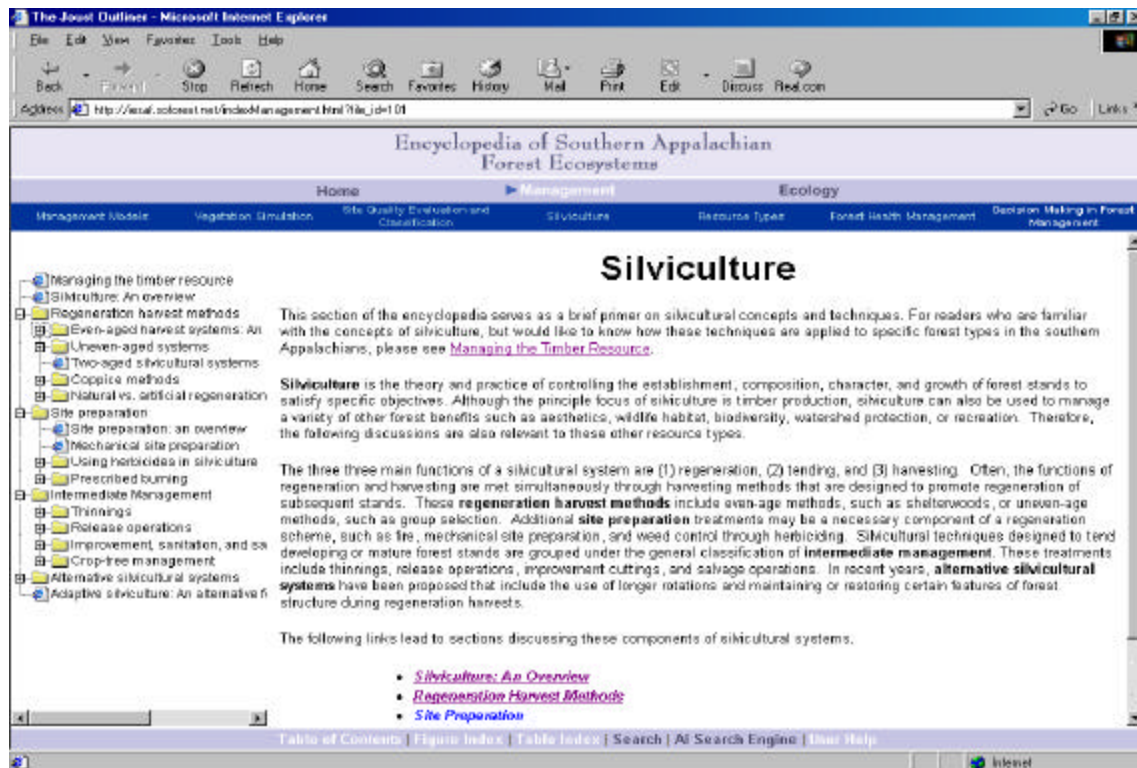 The Joust Outliner - Microsoft Internet Explorer
File Edit View Favorites Tools Help
Back Forward Stop Refresh Home Search Favorites History Mail Print Edit Discuss Real.com
Address Go Links
Encyclopedia of Southern Appalachian
Forest Ecosystems
Home Management Ecology
Management Models Vegetation Simulation Site Quality Evaluation and Classification Silviculture Resource Types Forest Health Management Decision Making in Forest Management
Managing the timber resource
Silviculture: An overview
Regeneration harvest methods
Even-aged harvest systems: An
Uneven-aged systems
Two-aged silvicultural systems
Coppice methods
Natural vs. artificial regeneration
Site preparation
Site preparation: an overview
Mechanical site preparation
Using herbicides in silviculture
Prescribed burning
Intermediate Management
Thinnings
Release operations
Improvement, sanitation, and sa
Crop-tree management
Alternative silvicultural systems
Adaptive silviculture: An alternative fi
Silviculture
This section of the encyclopedia serves as a brief primer on silvicultural concepts and techniques. For readers who are familiar
with the concepts of silviculture, but would like to know how these techniques are applied to specific forest types in the southern
Appalachians, please see Managing the Timber Resource.
Silviculture is the theory and practice of controlling the establishment, composition, character, and growth of forest stands to
satisfy specific objectives. Although the principle focus of silviculture is timber production, silviculture can also be used to manage
a variety of other forest benefits such as aesthetics, wildlife habitat, biodiversity, watershed protection, or recreation. Therefore,
the following discussions are also relevant to these other resource types.
The three three main functions of a silvicultural system are (1) regeneration, (2) tending, and (3) harvesting. Often, the functions of
regeneration and harvesting are met simultaneously through harvesting methods that are designed to promote regeneration of
subsequent stands. These regeneration harvest methods include even-age methods, such as shelterwoods, or uneven-age
methods, such as group selection. Additional site preparation treatments may be a necessary component of a regeneration
scheme, such as fire, mechanical site preparation, and weed control through herbiciding. Silvicultural techniques designed to tend
developing or mature forest stands are grouped under the general classification of intermediate management. These treatments
include thinnings, release operations, improvement cuttings, and salvage operations. In recent years, alternative silvicultural
systems have been proposed that include the use of longer rotations and maintaining or restoring certain features of forest
structure during regeneration harvests.
The following links lead to sections discussing these components of silvicultural systems.
• Silviculture: An Overview
• Regeneration Harvest Methods
• Site Preparation
Table of Contents | Figure Index | Table Index | Search | AI Search Engine | User Help
Internet